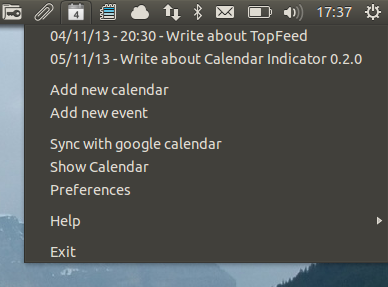 4
17:37
04/11/13 - 20:30 - Write about TopFeed
05/11/13 - Write about Calendar Indicator 0.2.0
Add new calendar
Add new event
Sync with google calendar
Show Calendar
Preferences
Help
Exit